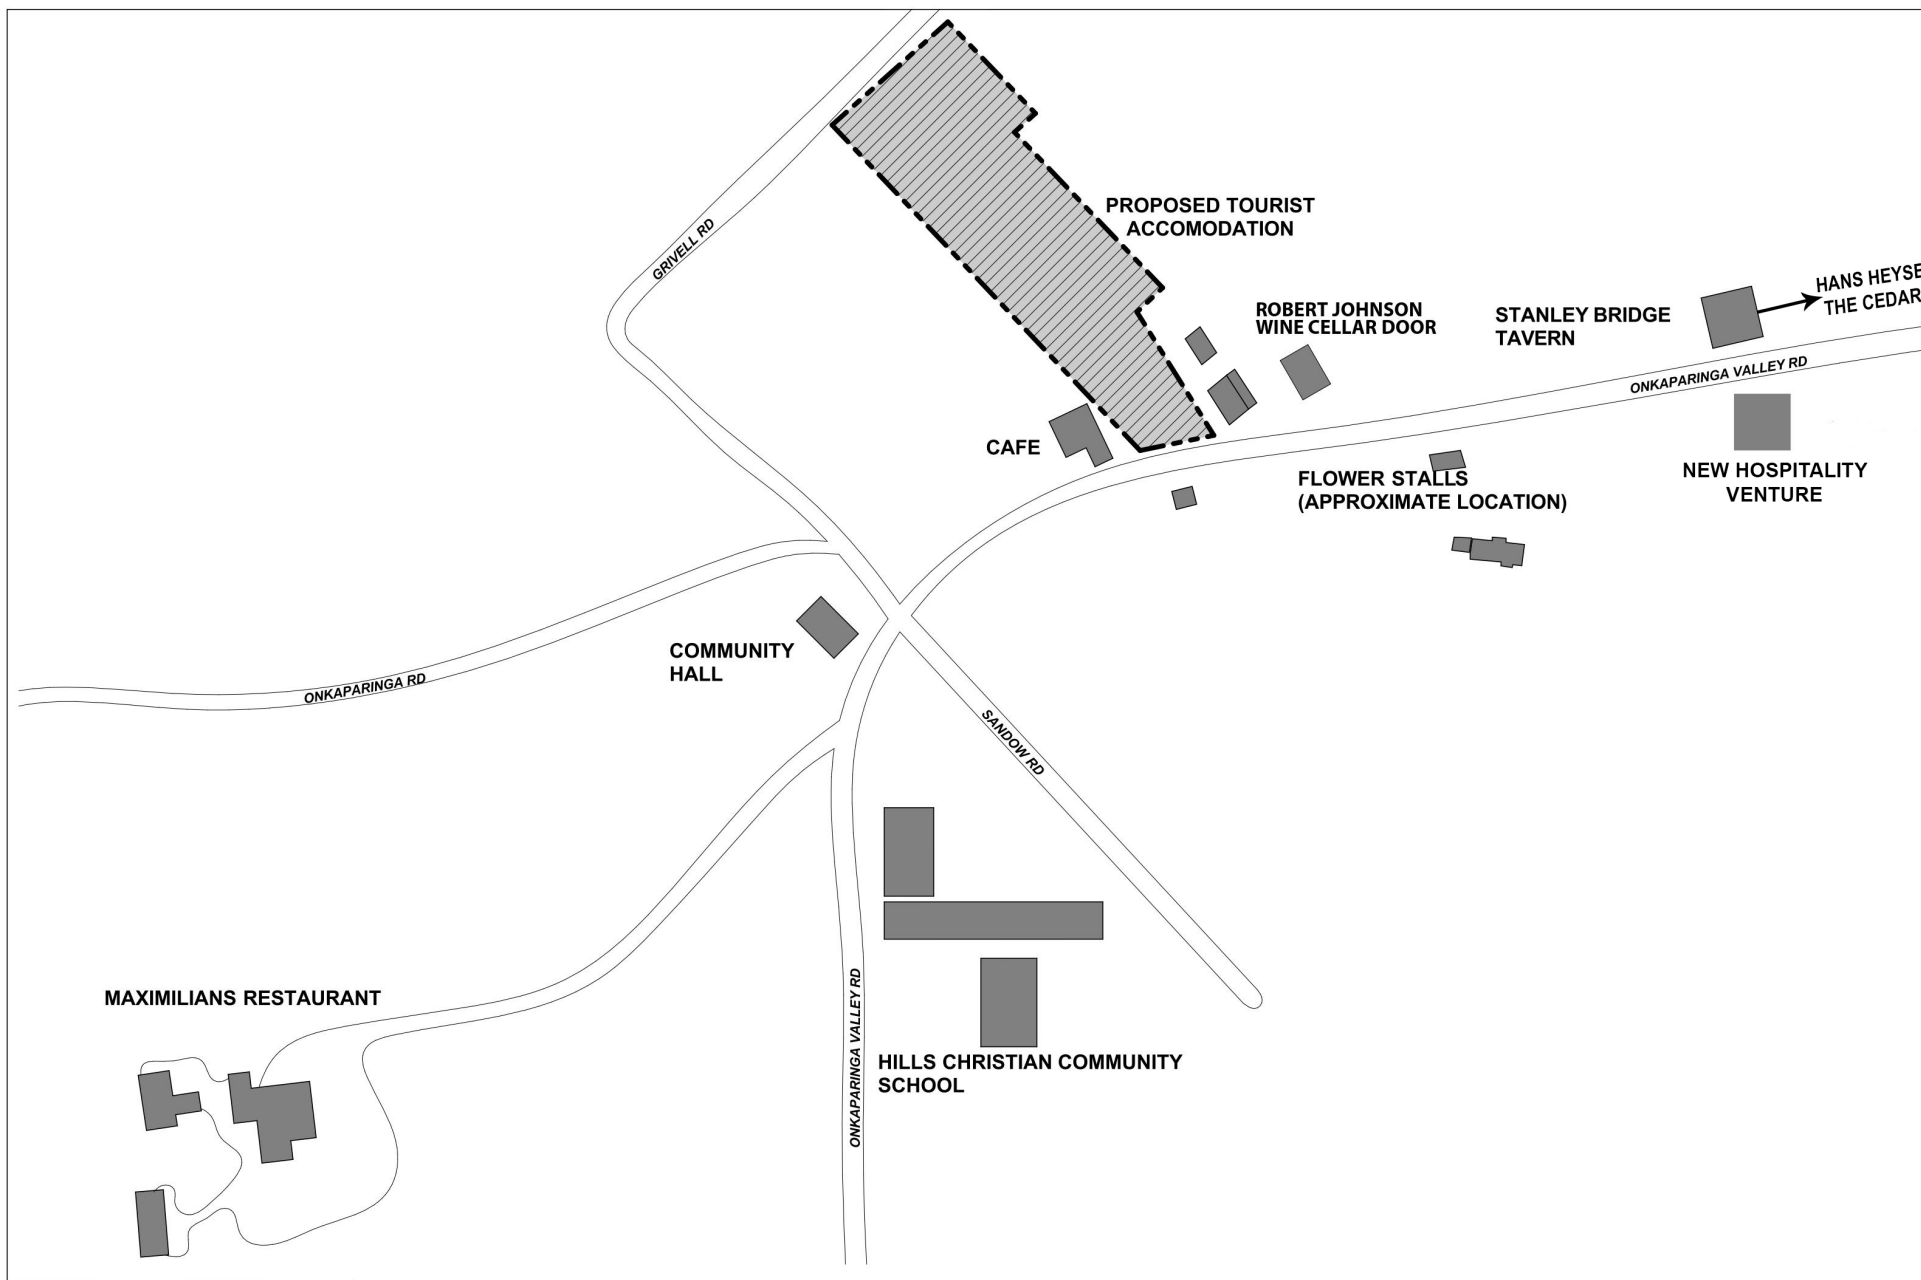 PROPOSED TOURIST
ACCOMODATION
GRIVELL RD
ROBERT JOHNSON
WINE CELLAR DOOR
STANLEY BRIDGE
TAVERN
HANS HEYSE
THE CEDAR
ONKAPARINGA VALLEY RD
CAFE
FLOWER STALLS
(APPROXIMATE LOCATION)
NEW HOSPITALITY
VENTURE
COMMUNITY
HALL
ONKAPARINGA RD
SANDOW RD
MAXIMILIANS RESTAURANT
ONKAPARINGA VALLEY RD
HILLS CHRISTIAN COMMUNITY
SCHOOL